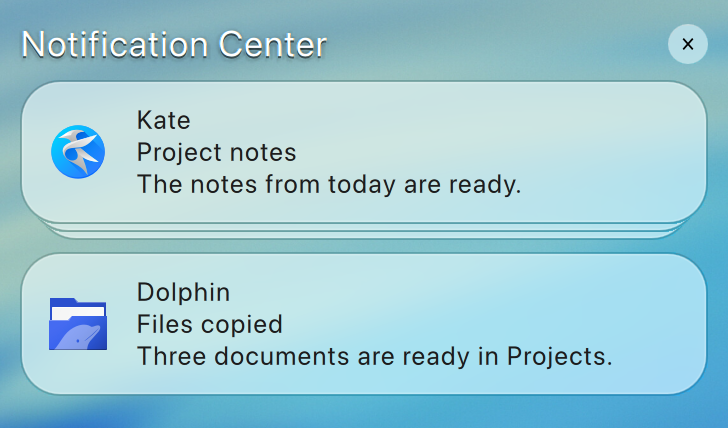 Notification Center
Kate
Project notes
The notes from today are ready.
Dolphin
Files copied
Three documents are ready in Projects.